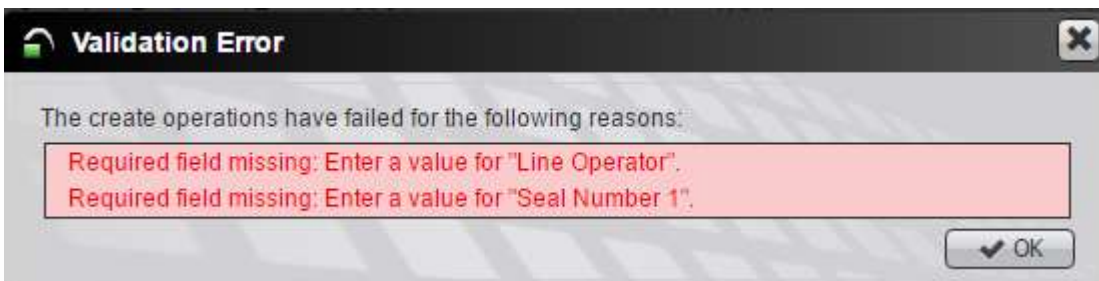 Validation Error
The create operations have failed for the following reasons:
Required field missing: Enter a value for "Line Operator".
Required field missing: Enter a value for "Seal Number 1".
OK